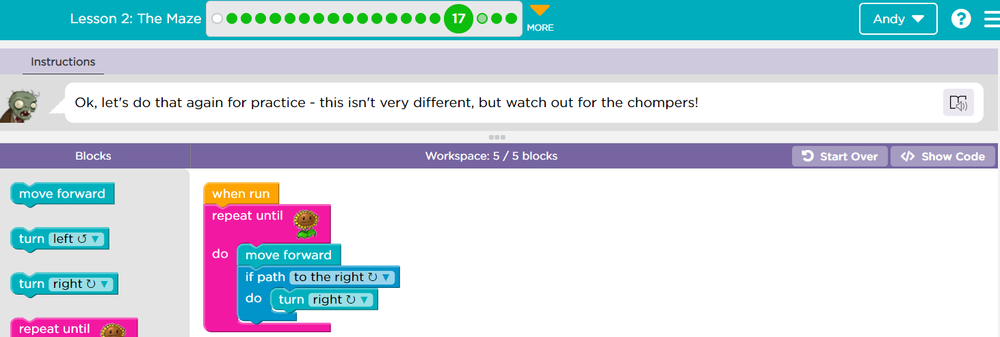 Lesson 2: The Maze 17 MORE Andy ?
Instructions
Ok, let's do that again for practice - this isn't very different, but watch out for the chompers!
Blocks Workspace: 5 / 5 blocks Start Over </> Show Code
move forward
turn left ↺ ▼
turn right ↻ ▼
repeat until
when run
repeat until
do move forward
if path to the right ↻ ▼
do turn right ↻ ▼